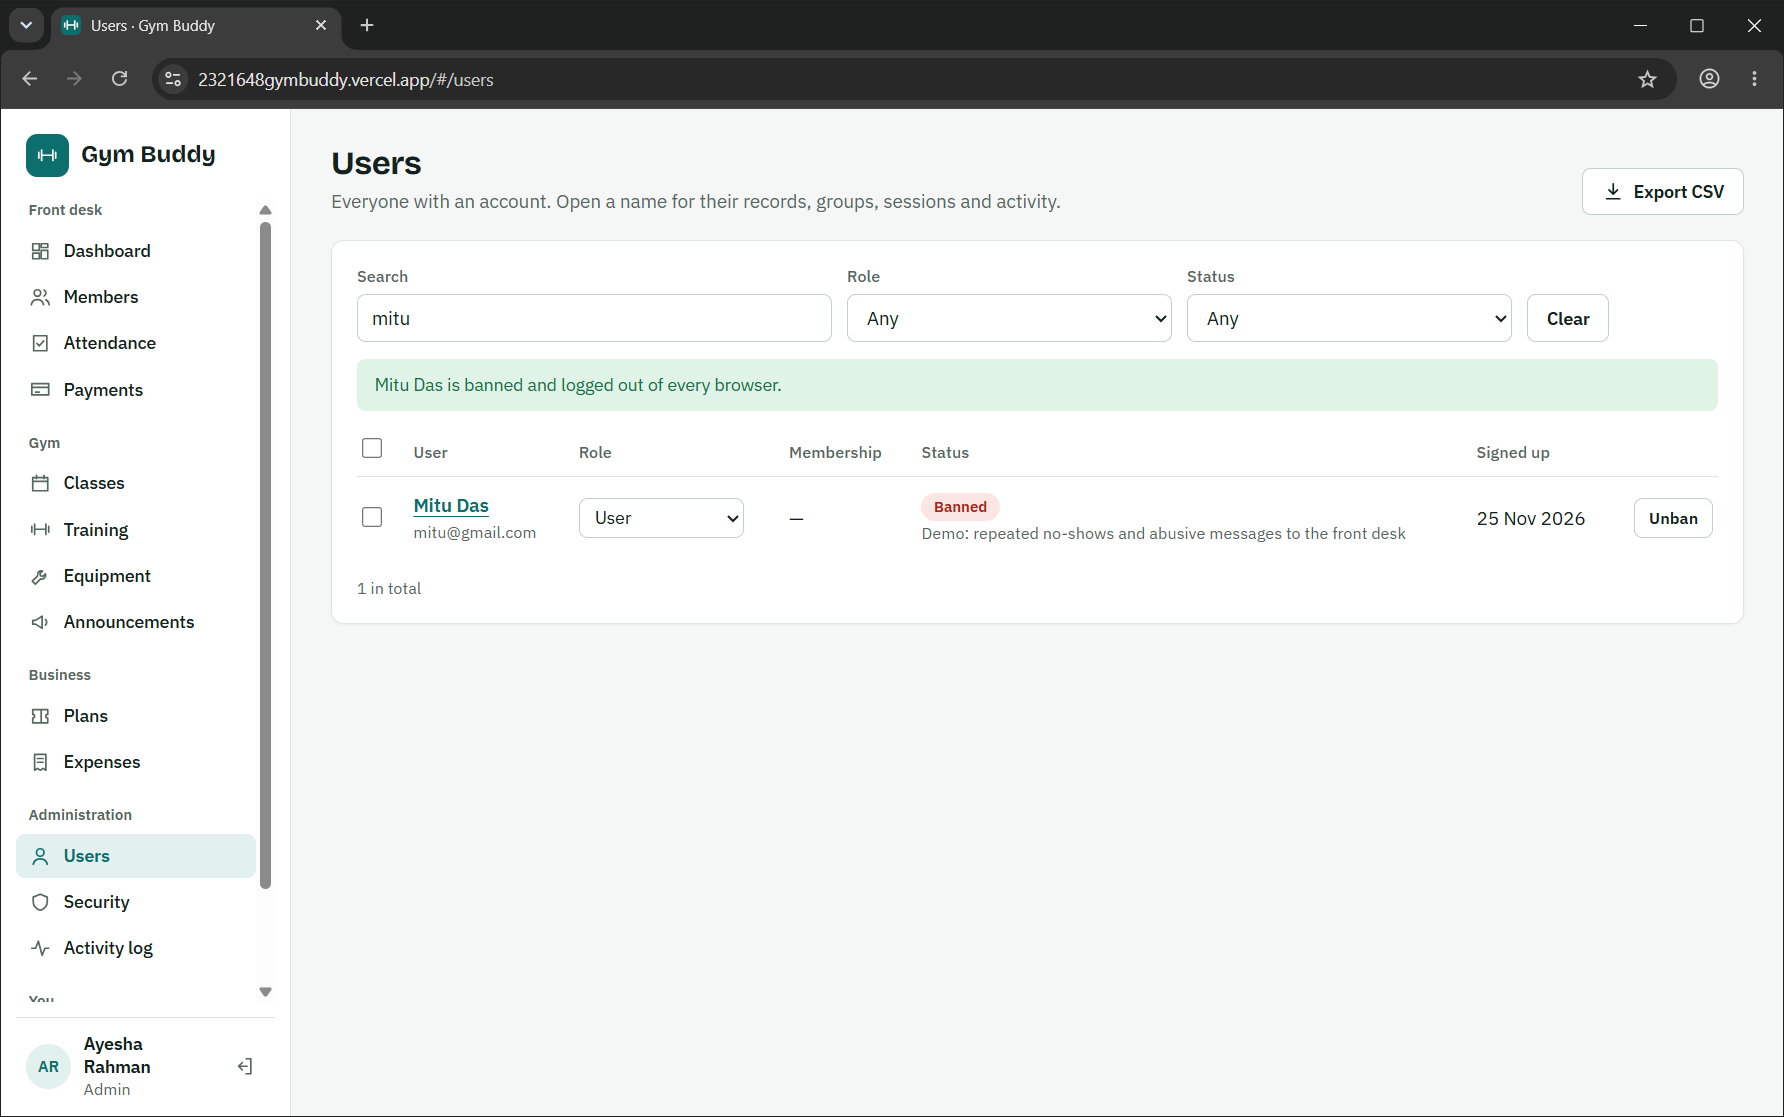 Users · Gym Buddy
2321648gymbuddy.vercel.app/#/users
Gym Buddy
Front desk
Dashboard
Members
Attendance
Payments
Gym
Classes
Training
Equipment
Announcements
Business
Plans
Expenses
Administration
Users
Security
Activity log
You
AR
Ayesha
Rahman
Admin
Users
Everyone with an account. Open a name for their records, groups, sessions and activity.
Export CSV
Search
Role
Status
mitu
Any
Any
Clear
Mitu Das is banned and logged out of every browser.
User
Role
Membership
Status
Signed up
Mitu Das
mitu@gmail.com
User
—
Banned
Demo: repeated no-shows and abusive messages to the front desk
25 Nov 2026
Unban
1 in total